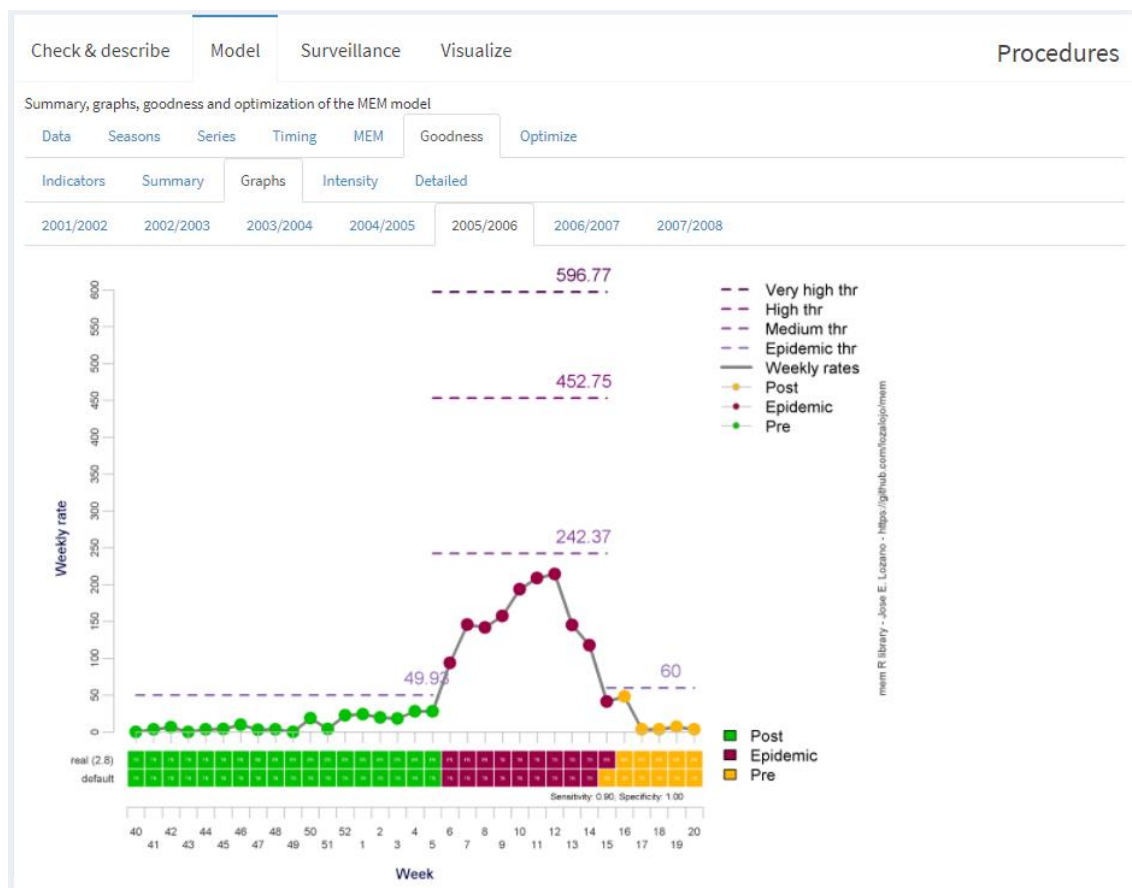 Check & describe Model Surveillance Visualize Procedures
Summary, graphs, goodness and optimization of the MEM model
Data Seasons Series Timing MEM Goodness Optimize
Indicators Summary Graphs Intensity Detailed
2001/2002 2002/2003 2003/2004 2004/2005 2005/2006 2006/2007 2007/2008
596.77
452.75
242.37
49.93
60
Very high thr
High thr
Medium thr
Epidemic thr
Weekly rates
Post
Epidemic
Pre
mem R library - Jose E. Lozano - https://github.com/lozalojo/mem
Weekly rate
600
550
500
450
400
350
300
250
200
150
100
50
0
real (2.8)
default
Post
Epidemic
Pre
Sensitivity: 0.90, Specificity: 1.00
40 42 44 46 48 50 52 2 4 6 8 10 12 14 16 18 20
41 43 45 47 49 51 1 3 5 7 9 11 13 15 17 19
Week